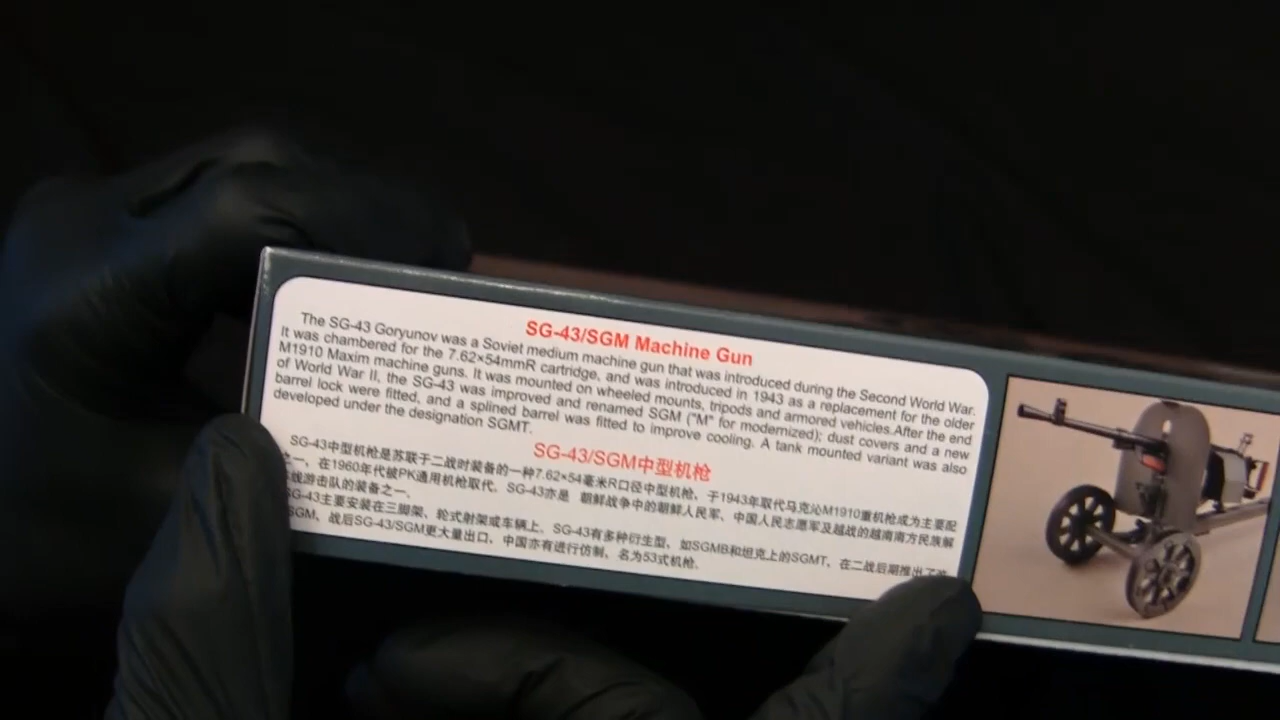 SG-43/SGM Machine Gun
The SG-43 Goryunov was a Soviet medium machine gun that was introduced during the Second World War.
It was chambered for the 7.62×54mmR cartridge, and was introduced in 1943 as a replacement for the older
M1910 Maxim machine guns. It was mounted on wheeled mounts, tripods and armored vehicles.After the end
of World War II, the SG-43 was improved and renamed SGM ("M" for modernized); dust covers and a new
barrel lock were fitted, and a splined barrel was fitted to improve cooling. A tank mounted variant was also
developed under the designation SGMT.
SG-43/SGM中型机枪
SG-43中型机枪是苏联于二战时装备的一种7.62×54毫米R口径中型机枪、于1943年取代马克沁M1910重机枪成为主要配
之一、在1960年代被PK通用机枪取代、SG-43亦是 朝鲜战争中的朝鲜人民军、中国人民志愿军及越战的越南南方民族解
线游击队的装备之一、
SG-43主要安装在三脚架、轮式射架或车辆上、SG-43有多种衍生型、如SGMB和坦克上的SGMT、在二战后期推出了
SGM、战后SG-43/SGM更大量出口、中国亦有进行仿制、名为53式机枪.